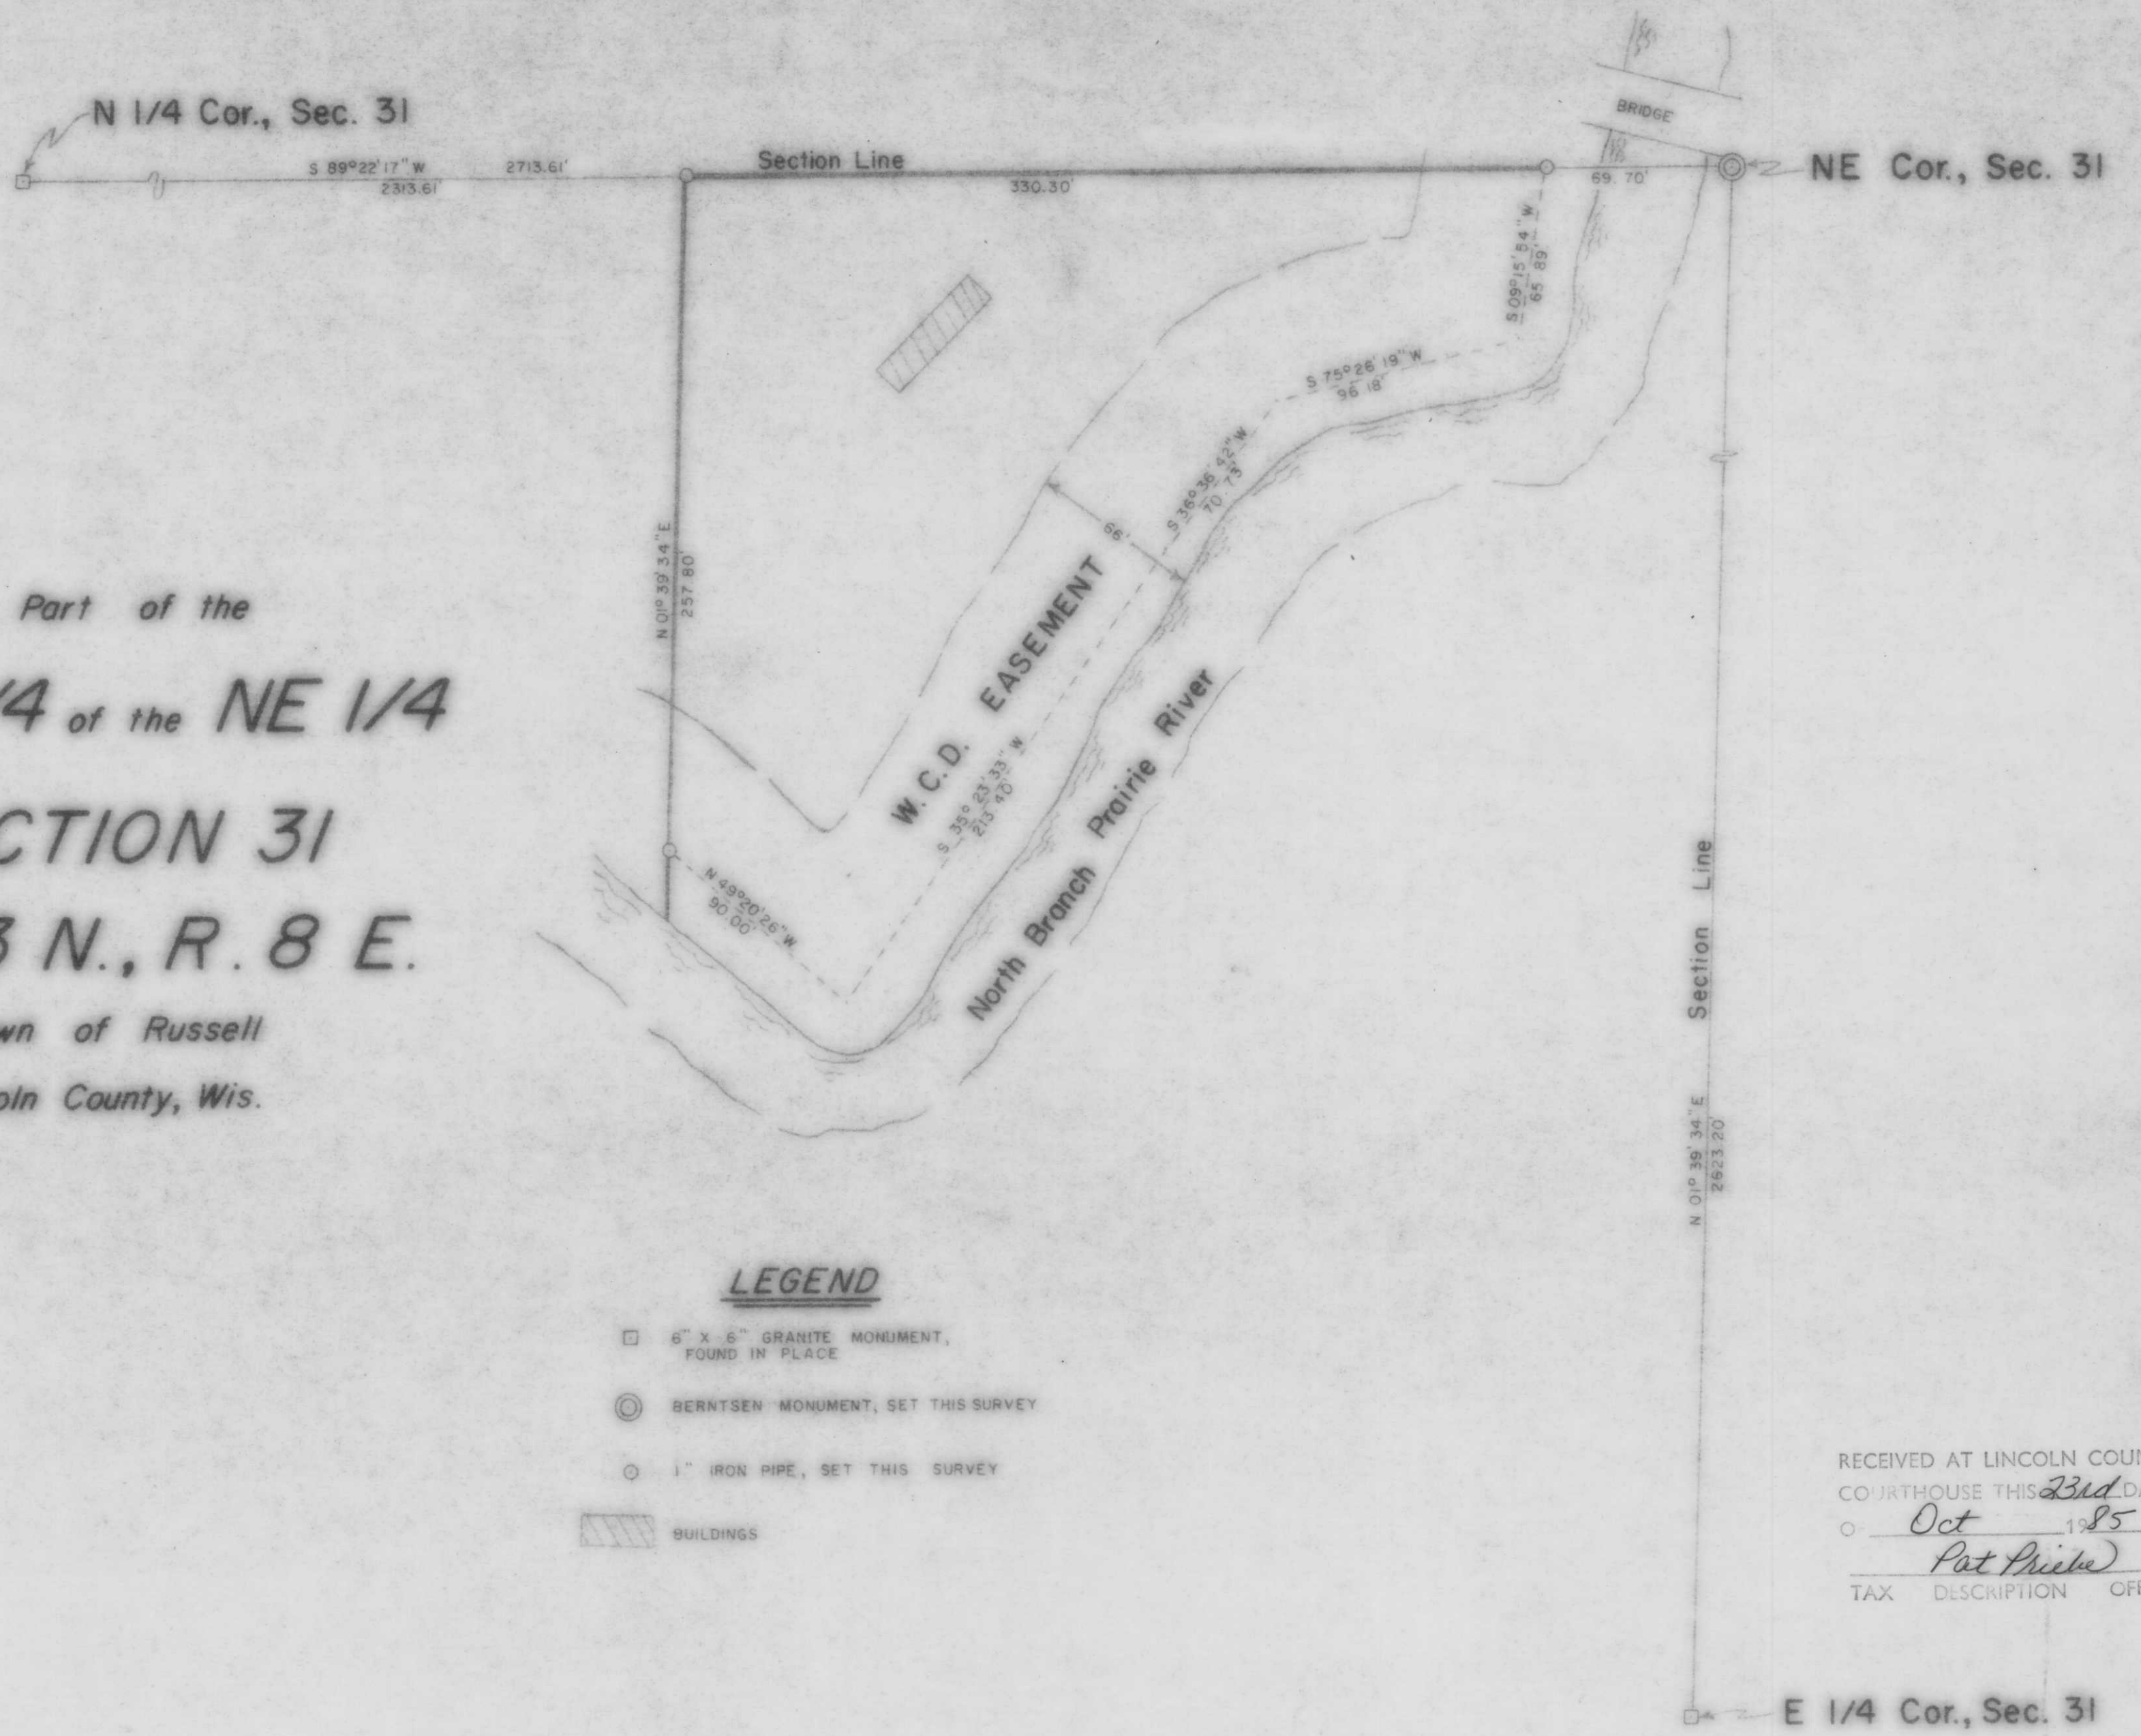 N 1/4 Cor., Sec. 31
S 89°22'17" W 2713.61'
2313.61'
Section Line
330.30'
69.70'
BRIDGE
NE Cor., Sec. 31
S 09°15'54" W
65.89'
S 75°26'19" W
96.18'
S 36°36'42" W
70.73'
66'
N 01°39'34" E
257.80'
W.C.D. EASEMENT
S 35°23'33" W
213.40'
North Branch Prairie River
N 49°20'26" W
90.00'
Part of the
1/4 of the NE 1/4
CTION 31
3 N., R. 8 E.
wn of Russell
oln County, Wis.
Section Line
N 01°39'34" E
2623.20'
LEGEND
6" X 6" GRANITE MONUMENT,
FOUND IN PLACE
BERNTSEN MONUMENT, SET THIS SURVEY
1" IRON PIPE, SET THIS SURVEY
BUILDINGS
RECEIVED AT LINCOLN COUN
COURTHOUSE THIS 23rd DA
O Oct 1985
Pat Priebe
TAX DESCRIPTION OFF
E 1/4 Cor., Sec. 31